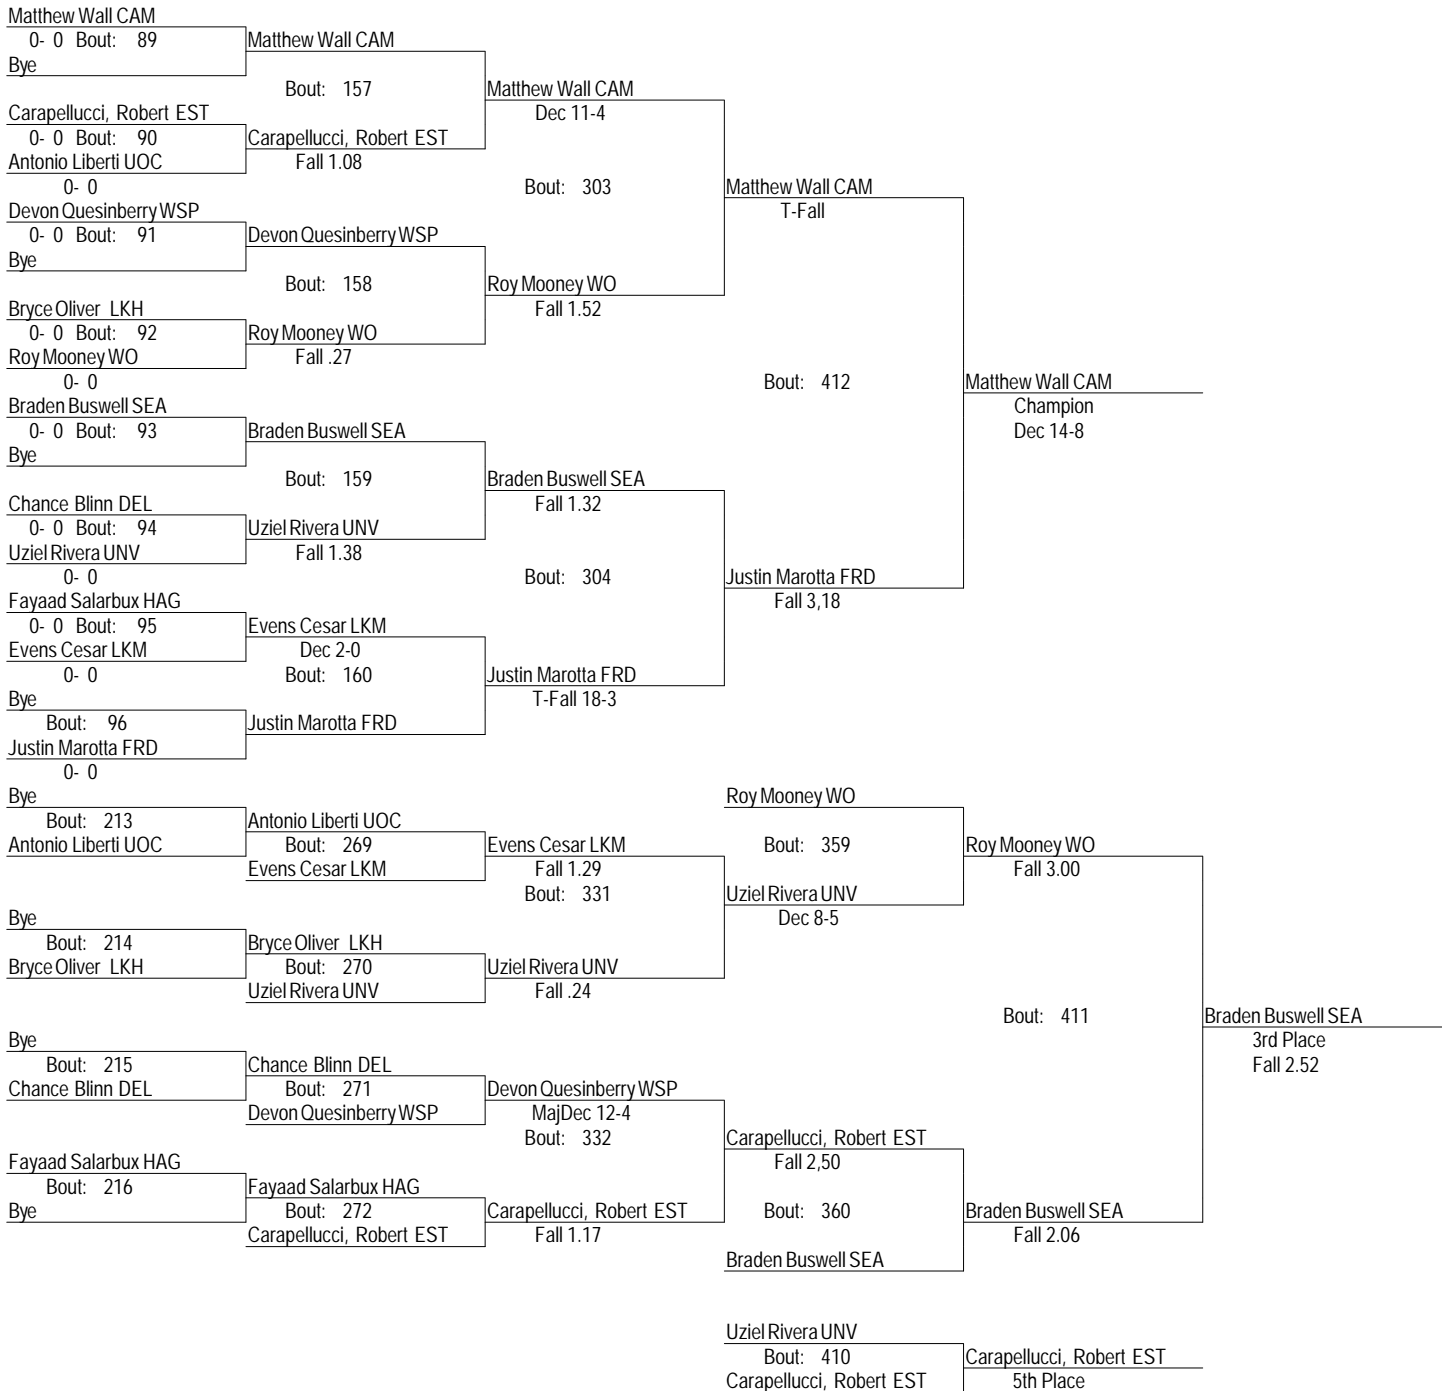 Matthew Wall CAM
0- 0 Bout: 89 Matthew Wall CAM
Bye
Bout: 157 Matthew Wall CAM
Carapellucci, Robert EST Dec 11-4
0- 0 Bout: 90 Carapellucci, Robert EST
Antonio Liberti UOC Fall 1.08
0- 0 Bout: 303 Matthew Wall CAM
Devon Quesinberry WSP T-Fall
0- 0 Bout: 91 Devon Quesinberry WSP
Bye
Bout: 158 Roy Mooney WO
Bryce Oliver LKH Fall 1.52
0- 0 Bout: 92 Roy Mooney WO
Roy Mooney WO Fall .27
0- 0 Bout: 412 Matthew Wall CAM
Braden Buswell SEA Champion
0- 0 Bout: 93 Braden Buswell SEA Dec 14-8
Bye
Bout: 159 Braden Buswell SEA
Chance Blinn DEL Fall 1.32
0- 0 Bout: 94 Uziel Rivera UNV
Uziel Rivera UNV Fall 1.38
0- 0 Bout: 304 Justin Marotta FRD
Fayaad Salarbux HAG Fall 3,18
0- 0 Bout: 95 Evens Cesar LKM
Evens Cesar LKM Dec 2-0
0- 0 Bout: 160 Justin Marotta FRD
Bye T-Fall 18-3
Bout: 96 Justin Marotta FRD
Justin Marotta FRD
0- 0
Bye Roy Mooney WO
Bout: 213 Antonio Liberti UOC
Antonio Liberti UOC Bout: 269 Evens Cesar LKM Bout: 359 Roy Mooney WO
Evens Cesar LKM Fall 1.29 Fall 3.00
Bout: 331 Uziel Rivera UNV
Bye Dec 8-5
Bout: 214 Bryce Oliver LKH
Bryce Oliver LKH Bout: 270 Uziel Rivera UNV
Uziel Rivera UNV Fall .24
Bout: 411 Braden Buswell SEA
Bye 3rd Place
Bout: 215 Chance Blinn DEL Fall 2.52
Chance Blinn DEL Bout: 271 Devon Quesinberry WSP
Devon Quesinberry WSP MajDec 12-4
Bout: 332 Carapellucci, Robert EST
Fayaad Salarbux HAG Fall 2,50
Bout: 216 Fayaad Salarbux HAG
Bye Bout: 272 Carapellucci, Robert EST Bout: 360 Braden Buswell SEA
Carapellucci, Robert EST Fall 1.17 Fall 2.06
Braden Buswell SEA
Uziel Rivera UNV
Bout: 410 Carapellucci, Robert EST
Carapellucci, Robert EST 5th Place